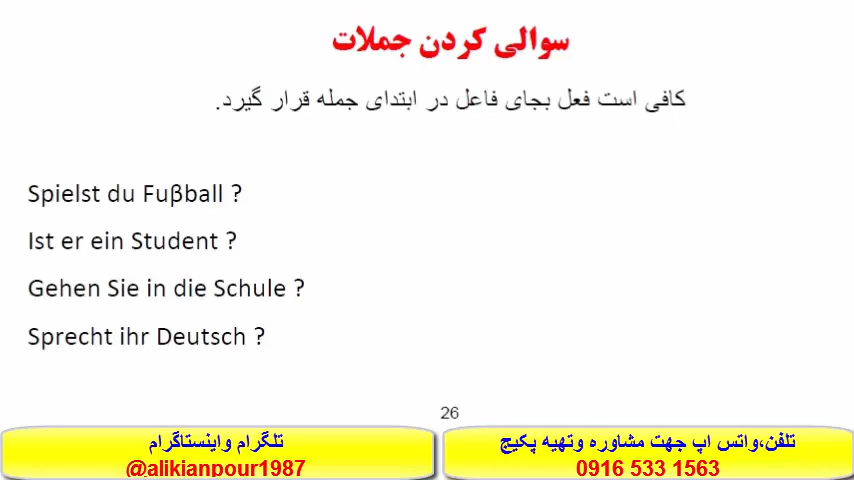 سوالی کردن جملات
کافی است فعل بجای فاعل در ابتدای جمله قرار گیرد.
Spielst du Fuβball ?
Ist er ein Student ?
Gehen Sie in die Schule ?
Sprecht ihr Deutsch ?
26
تلگرام واینستاگرام
@alikianpour1987
تلفن،واتس اپ جهت مشاوره وتهیه پکیج
0916 533 1563